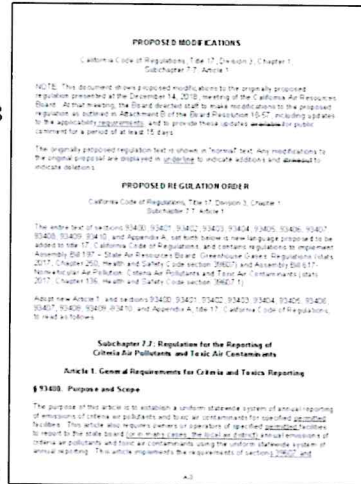 PROPOSED MODIFICATIONS
California Code of Regulations, Title 17, Division 3, Chapter 1
Subchapter 7.7, Article 1
NOTE: This document shows proposed modifications to the originally proposed
regulation presented at the December 14, 2018, meeting of the California Air Resources
Board. At that meeting, the Board directed staff to make modifications to the proposed
regulation as outlined in Attachment B of the Board Resolution 18-57, including updates
to the applicability requirements, and to provide these updates available for public
comment for a period of at least 15 days.
The originally proposed regulation text is shown in "normal" text. Any modifications to
the original proposal are displayed in underline to indicate additions and strikeout to
indicate deletions.
PROPOSED REGULATION ORDER
California Code of Regulations, Title 17, Division 3, Chapter 1
Subchapter 7.7, Article 1
The entire text of sections 93400, 93401, 93402, 93403, 93404, 93405, 93406, 93407,
93408, 93409, 93410, and Appendix A, set forth below is new language proposed to be
added to title 17, California Code of Regulations, and contains regulations to implement
Assembly Bill 197 – State Air Resources Board: Greenhouse Gases: Regulations (stats.
2017, Chapter 250, Health and Safety Code section 39607) and Assembly Bill 617-
Nonvehicular Air Pollution: Criteria Air Pollutants and Toxic Air Contaminants (stats.
2017, Chapter 136, Health and Safety Code section 39607.1)
Adopt new Article 1, and sections 93400, 93401, 93402, 93403, 93404, 93405, 93406,
93407, 93408, 93409, 93410, and Appendix A, title 17, California Code of Regulations,
to read as follows:
Subchapter 7.7: Regulation for the Reporting of
Criteria Air Pollutants and Toxic Air Contaminants
Article 1. General Requirements for Criteria and Toxics Reporting
§ 93400. Purpose and Scope
The purpose of this article is to establish a uniform statewide system of annual reporting
of emissions of criteria air pollutants and toxic air contaminants for specified permitted
facilities. This article also requires owners or operators of specified permitted facilities
to report to the state board (or in many cases, the local air district) annual emissions of
criteria air pollutants and toxic air contaminants using the uniform statewide system of
annual reporting. This article implements the requirements of sections 39607, and